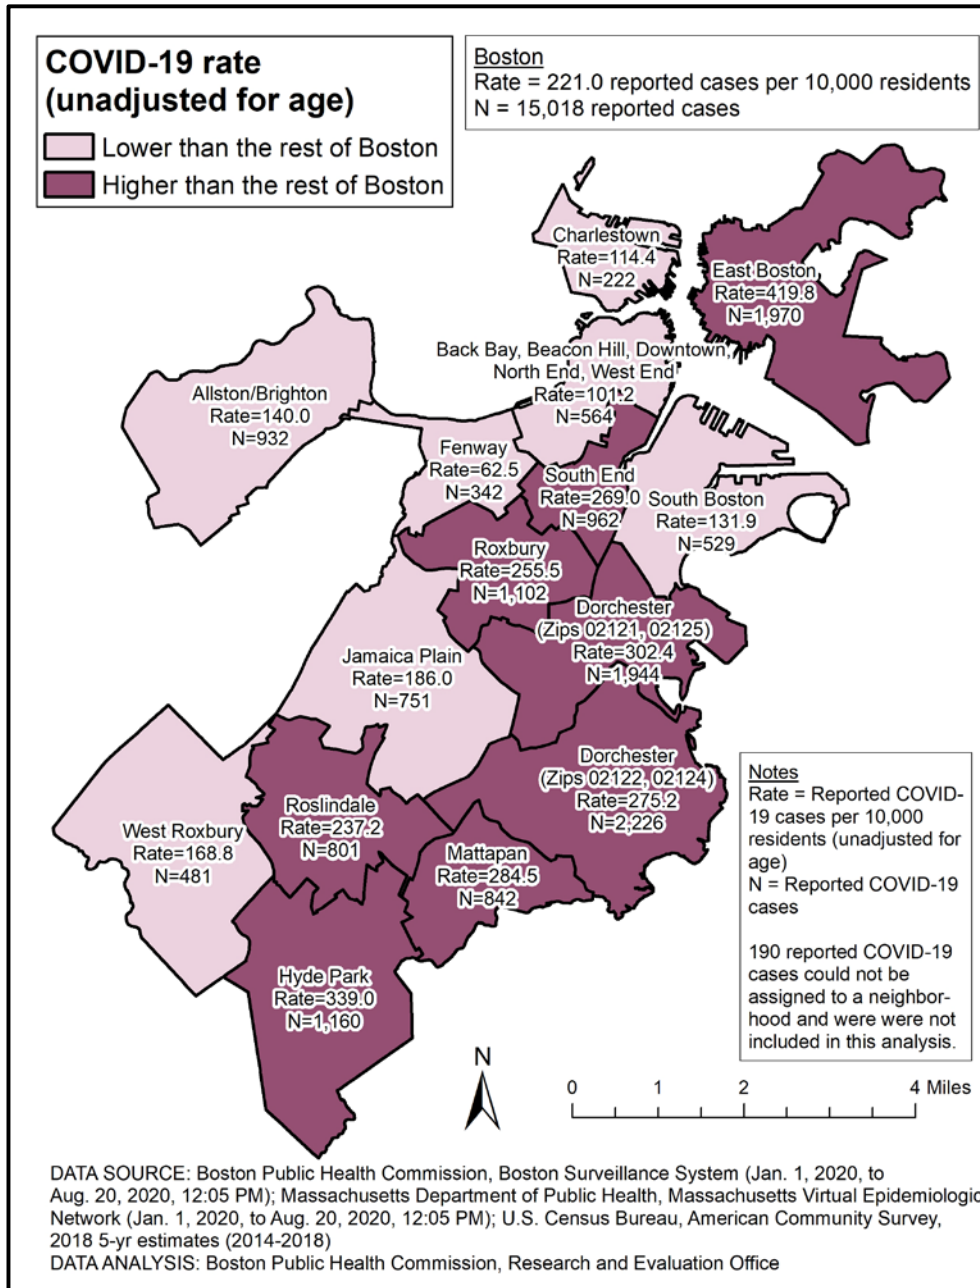 COVID-19 rate
(unadjusted for age)
Lower than the rest of Boston
Higher than the rest of Boston
Boston
Rate = 221.0 reported cases per 10,000 residents
N = 15,018 reported cases
Charlestown
Rate=114.4
N=222
East Boston
Rate=419.8
N=1,970
Back Bay, Beacon Hill, Downtown,
North End, West End
Rate=101.2
N=564
Allston/Brighton
Rate=140.0
N=932
Fenway
Rate=62.5
N=342
South End
Rate=269.0
N=962
South Boston
Rate=131.9
N=529
Roxbury
Rate=255.5
N=1,102
Dorchester
(Zips 02121, 02125)
Rate=302.4
N=1,944
Jamaica Plain
Rate=186.0
N=751
Dorchester
(Zips 02122, 02124)
Rate=275.2
N=2,226
Roslindale
Rate=237.2
N=801
West Roxbury
Rate=168.8
N=481
Mattapan
Rate=284.5
N=842
Hyde Park
Rate=339.0
N=1,160
Notes
Rate = Reported COVID-
19 cases per 10,000
residents (unadjusted for
age)
N = Reported COVID-19
cases
190 reported COVID-19
cases could not be
assigned to a neighbor-
hood and were were not
included in this analysis.
N
0 1 2 4 Miles
DATA SOURCE: Boston Public Health Commission, Boston Surveillance System (Jan. 1, 2020, to
Aug. 20, 2020, 12:05 PM); Massachusetts Department of Public Health, Massachusetts Virtual Epidemiologic
Network (Jan. 1, 2020, to Aug. 20, 2020, 12:05 PM); U.S. Census Bureau, American Community Survey,
2018 5-yr estimates (2014-2018)
DATA ANALYSIS: Boston Public Health Commission, Research and Evaluation Office